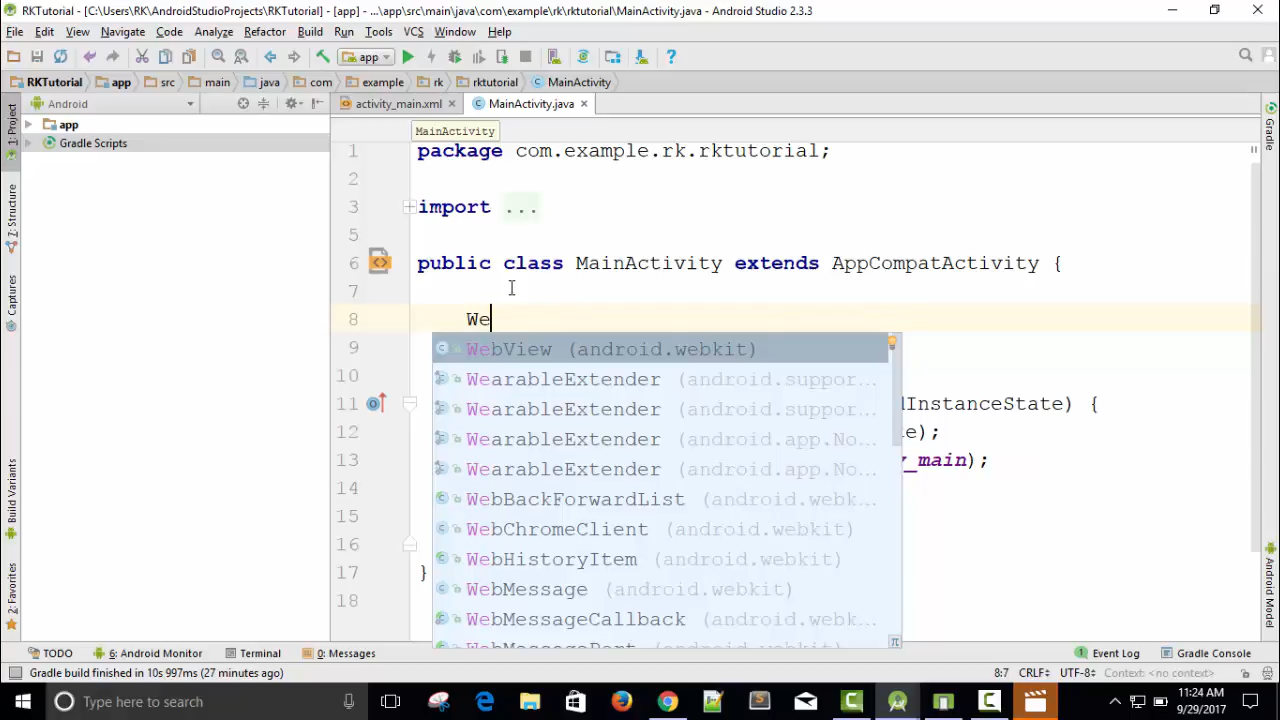 RKTutorial - [C:\Users\RK\AndroidStudioProjects\RKTutorial] - [app] - ...\app\src\main\java\com\example\rk\rktutorial\MainActivity.java - Android Studio 2.3.3
File Edit View Navigate Code Analyze Refactor Build Run Tools VCS Window Help
app
RKTutorial app src main java com example rk rktutorial MainActivity
Android
activity_main.xml MainActivity.java
1: Project
7: Structure
Captures
Build Variants
2: Favorites
Gradle
Android Model
app
Gradle Scripts
MainActivity
1 package com.example.rk.rktutorial;
2
3 import ...
5
6 public class MainActivity extends AppCompatActivity {
7
8 We
9 WebView (android.webkit)
10 WearableExtender (android.suppor...
WearableExtender (android.suppor...
11 dInstanceState) {
12 WearableExtender (android.app.No... e);
13 WearableExtender (android.app.No... y_main);
14 WebBackForwardList (android.webk...
15 WebChromeClient (android.webkit)
16 WebHistoryItem (android.webkit)
17 } WebMessage (android.webkit)
18 WebMessageCallback (android.webk...
WebMessagePort (android.webkit)
TODO 6: Android Monitor Terminal 0: Messages Event Log Gradle Console
Gradle build finished in 10s 997ms (27 minutes ago) 8:7 CRLF UTF-8 Context: <no context>
Type here to search
11:24 AM
9/29/2017